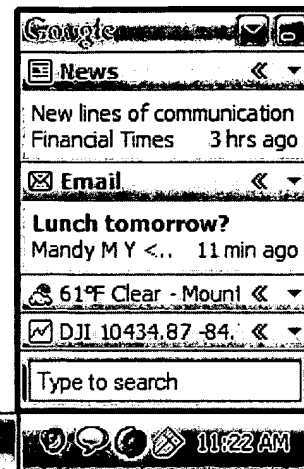 Google
News
New lines of communication
Financial Times 3 hrs ago
Email
Lunch tomorrow?
Mandy M Y <.. 11 min ago
61°F Clear - Mount
DJI 10434.87 -84.
Type to search
11:22 AM